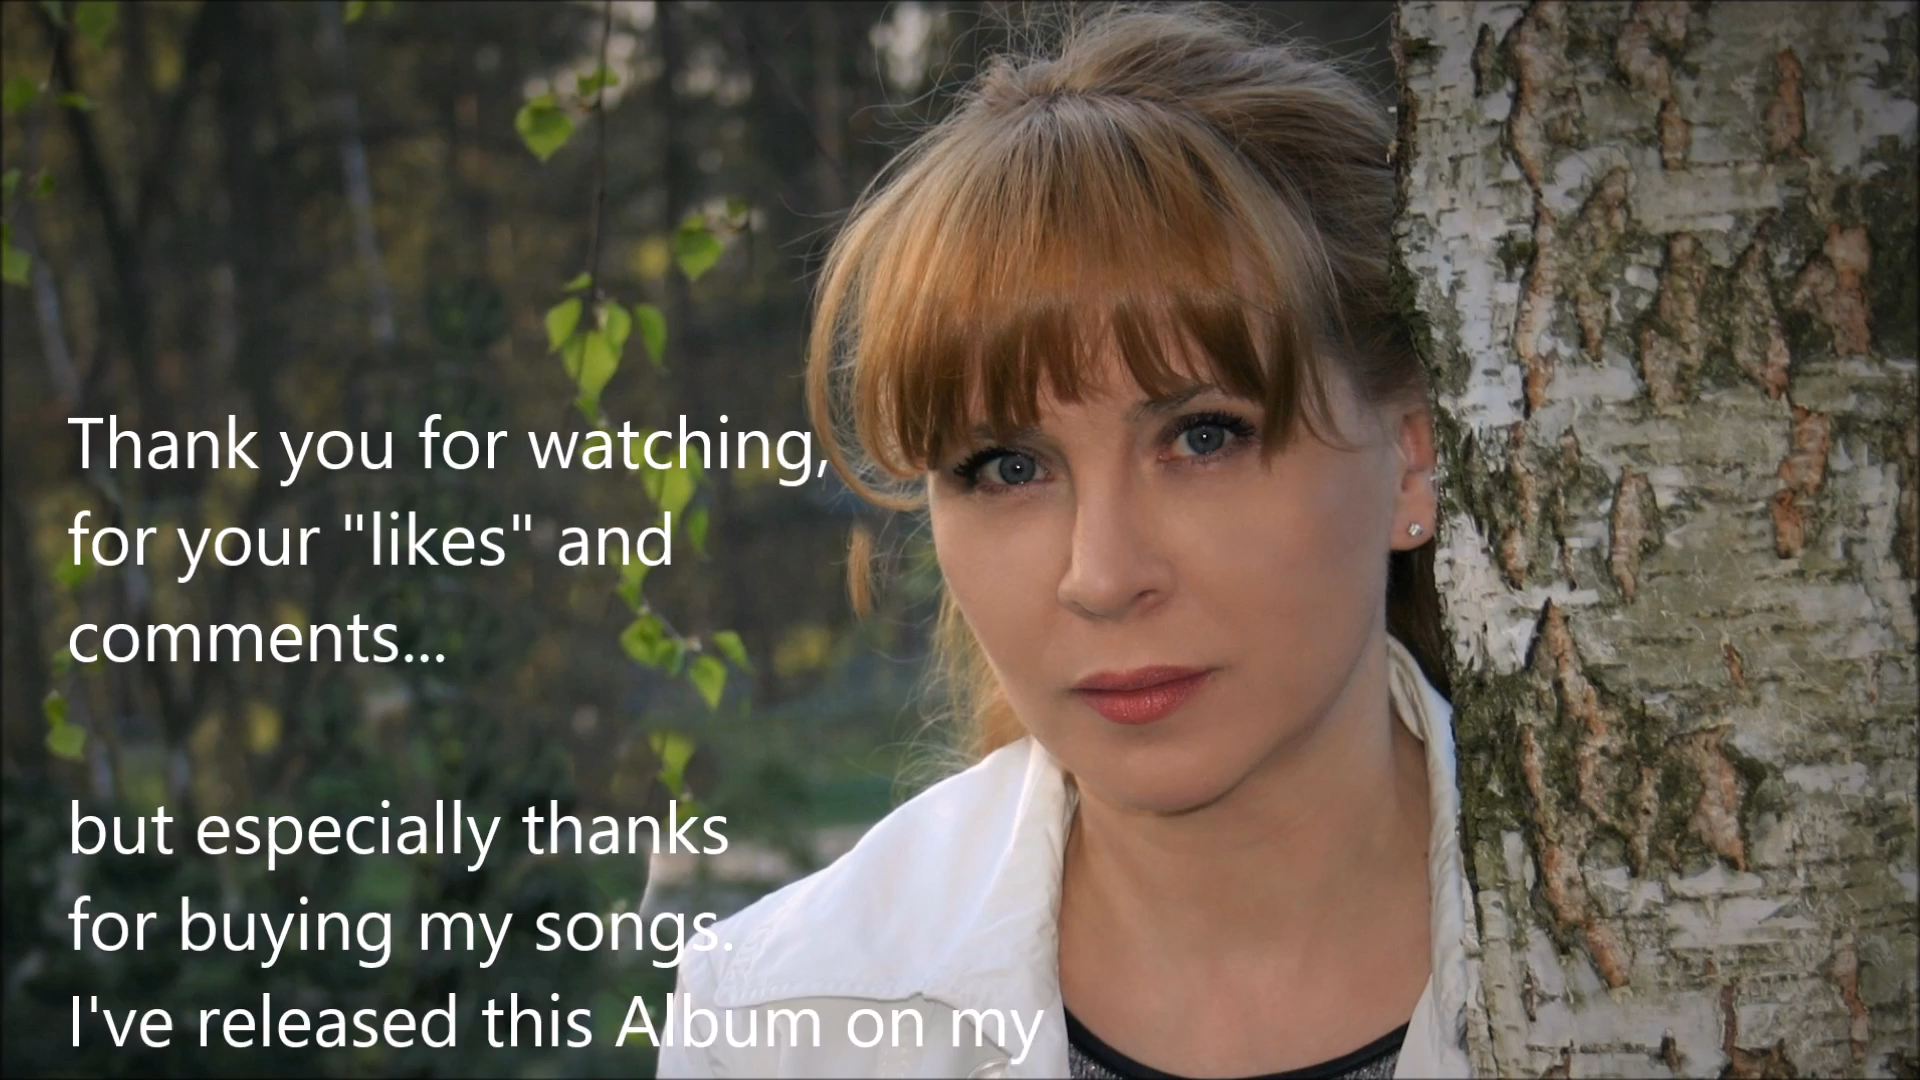 Thank you for watching,
for your "likes" and
comments...
but especially thanks
for buying my songs.
I've released this Album on my